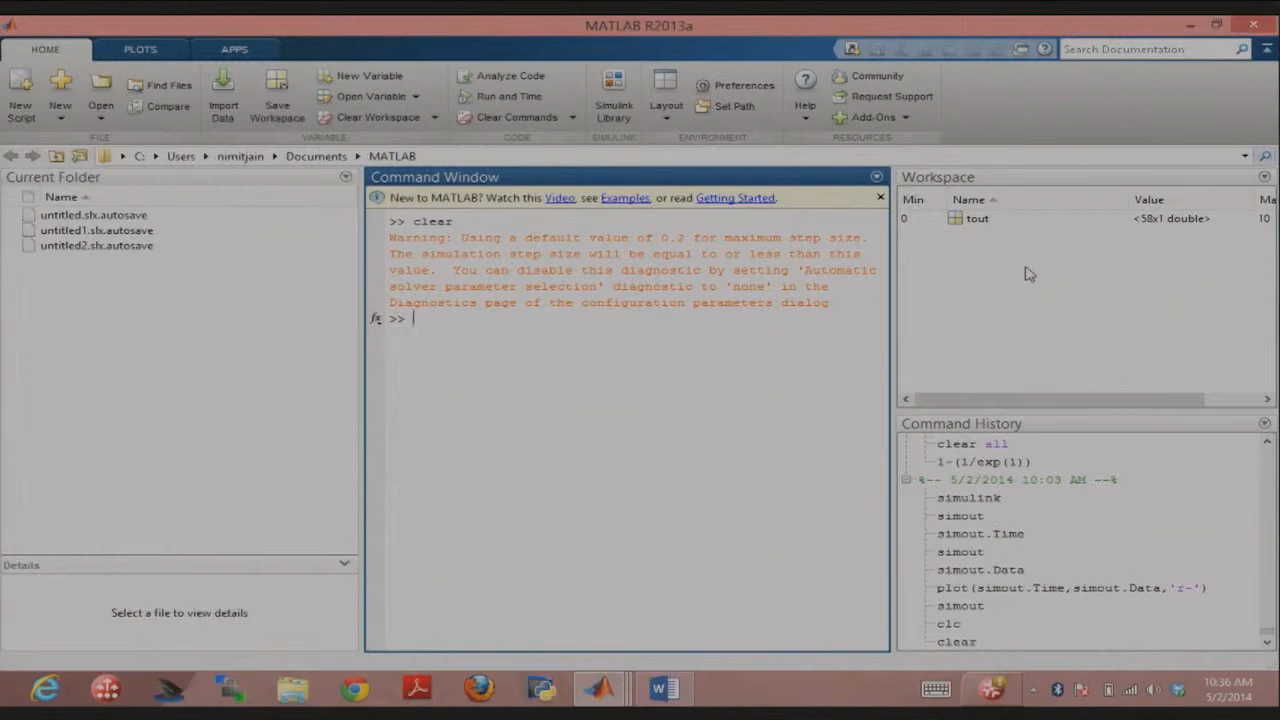 MATLAB R2013a
HOME
PLOTS
APPS
Search Documentation
New Script
New
Open
Find Files
Compare
Import Data
Save Workspace
New Variable
Open Variable
Clear Workspace
Analyze Code
Run and Time
Clear Commands
Simulink Library
Layout
Preferences
Set Path
Help
Community
Request Support
Add-Ons
FILE
VARIABLE
CODE
SIMULINK
ENVIRONMENT
RESOURCES
C: Users nimitjain Documents MATLAB
Current Folder
Name
untitled.slx.autosave
untitled1.slx.autosave
untitled2.slx.autosave
Details
Select a file to view details
Command Window
New to MATLAB? Watch this Video, see Examples, or read Getting Started.
>> clear
Warning: Using a default value of 0.2 for maximum step size.
The simulation step size will be equal to or less than this
value. You can disable this diagnostic by setting 'Automatic
solver parameter selection' diagnostic to 'none' in the
Diagnostics page of the configuration parameters dialog
fx >>
Workspace
Min Name Value Ma
0 tout <58x1 double> 10
Command History
clear all
1-(1/exp(1))
%-- 5/2/2014 10:03 AM --%
simulink
simout
simout.Time
simout
simout.Data
plot(simout.Time,simout.Data,'r-')
simout
clc
clear
10:36 AM
5/2/2014